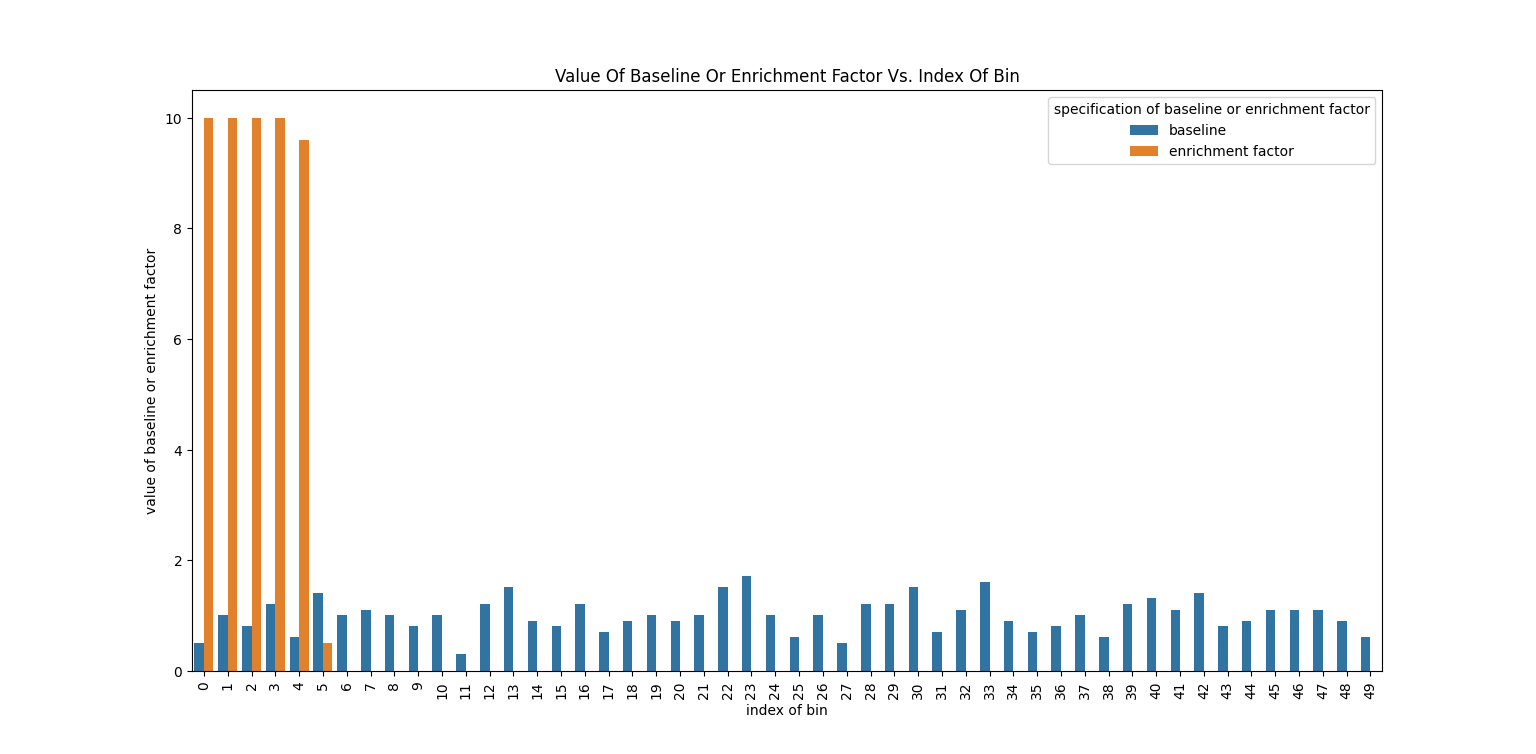 Value Of Baseline Or Enrichment Factor Vs. Index Of Bin
specification of baseline or enrichment factor
baseline
enrichment factor
value of baseline or enrichment factor
10
8
6
4
2
0
0 1 2 3 4 5 6 7 8 9 10 11 12 13 14 15 16 17 18 19 20 21 22 23 24 25 26 27 28 29 30 31 32 33 34 35 36 37 38 39 40 41 42 43 44 45 46 47 48 49
index of bin